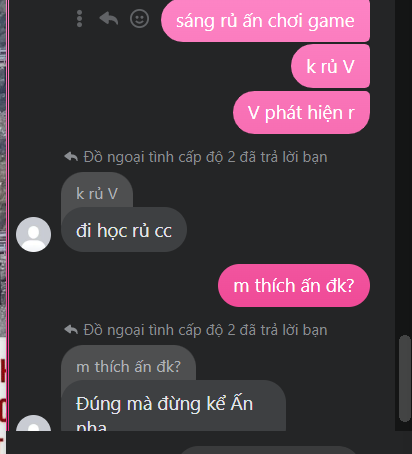 sáng rủ ấn chơi game
k rủ V
V phát hiện r
Đồ ngoại tình cấp độ 2 đã trả lời bạn
k rủ V
đi học rủ cc
m thích ấn đk?
Đồ ngoại tình cấp độ 2 đã trả lời bạn
m thích ấn đk?
Đúng mà đừng kể Ấn
nha